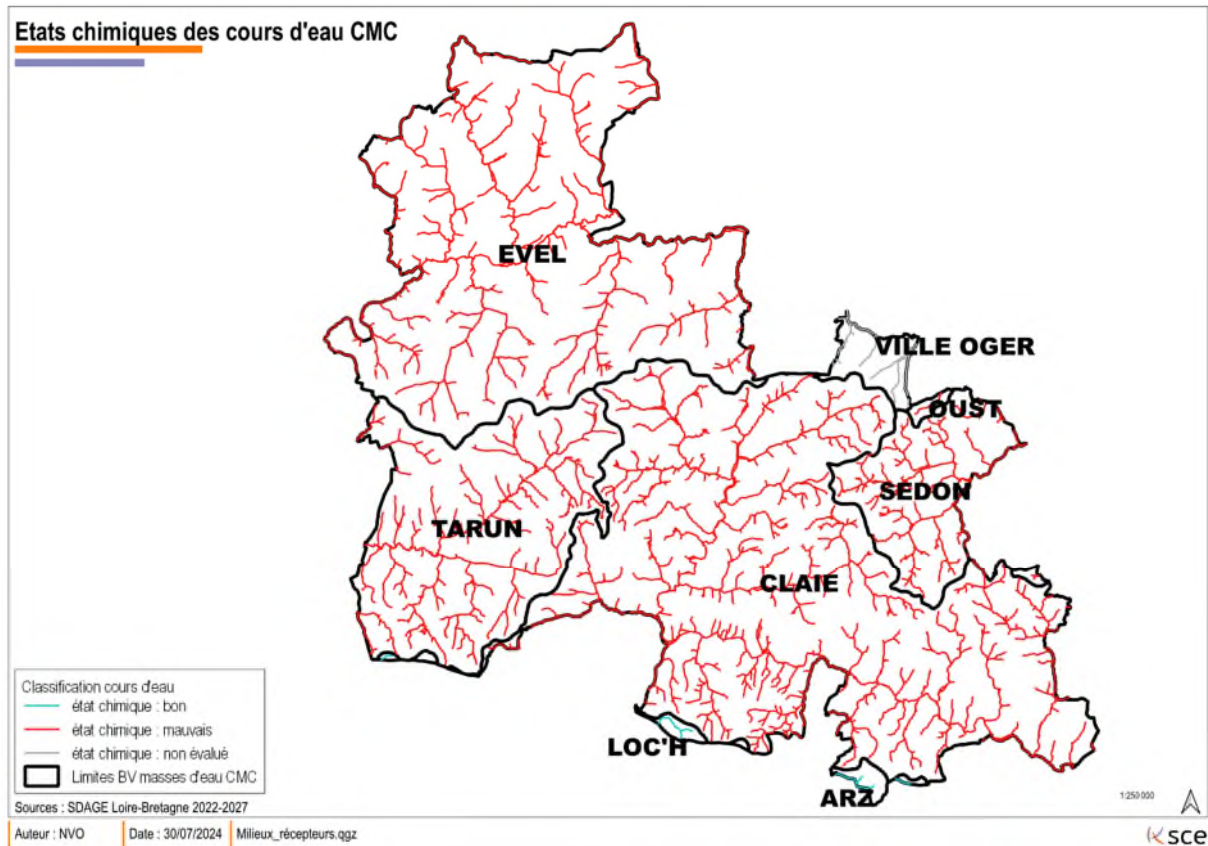 Etats chimiques des cours d'eau CMC
EVEL
VILLE OGER
OUST
SEDON
TARUN
CLAIE
LOC'H
ARZ
Classification cours d'eau
état chimique : bon
état chimique : mauvais
état chimique : non évalué
Limites BV masses d'eau CMC
1:250 000
Sources : SDAGE Loire-Bretagne 2022-2027
Auteur : NVO
Date : 30/07/2024
Milieux_récepteurs.qgz
sce